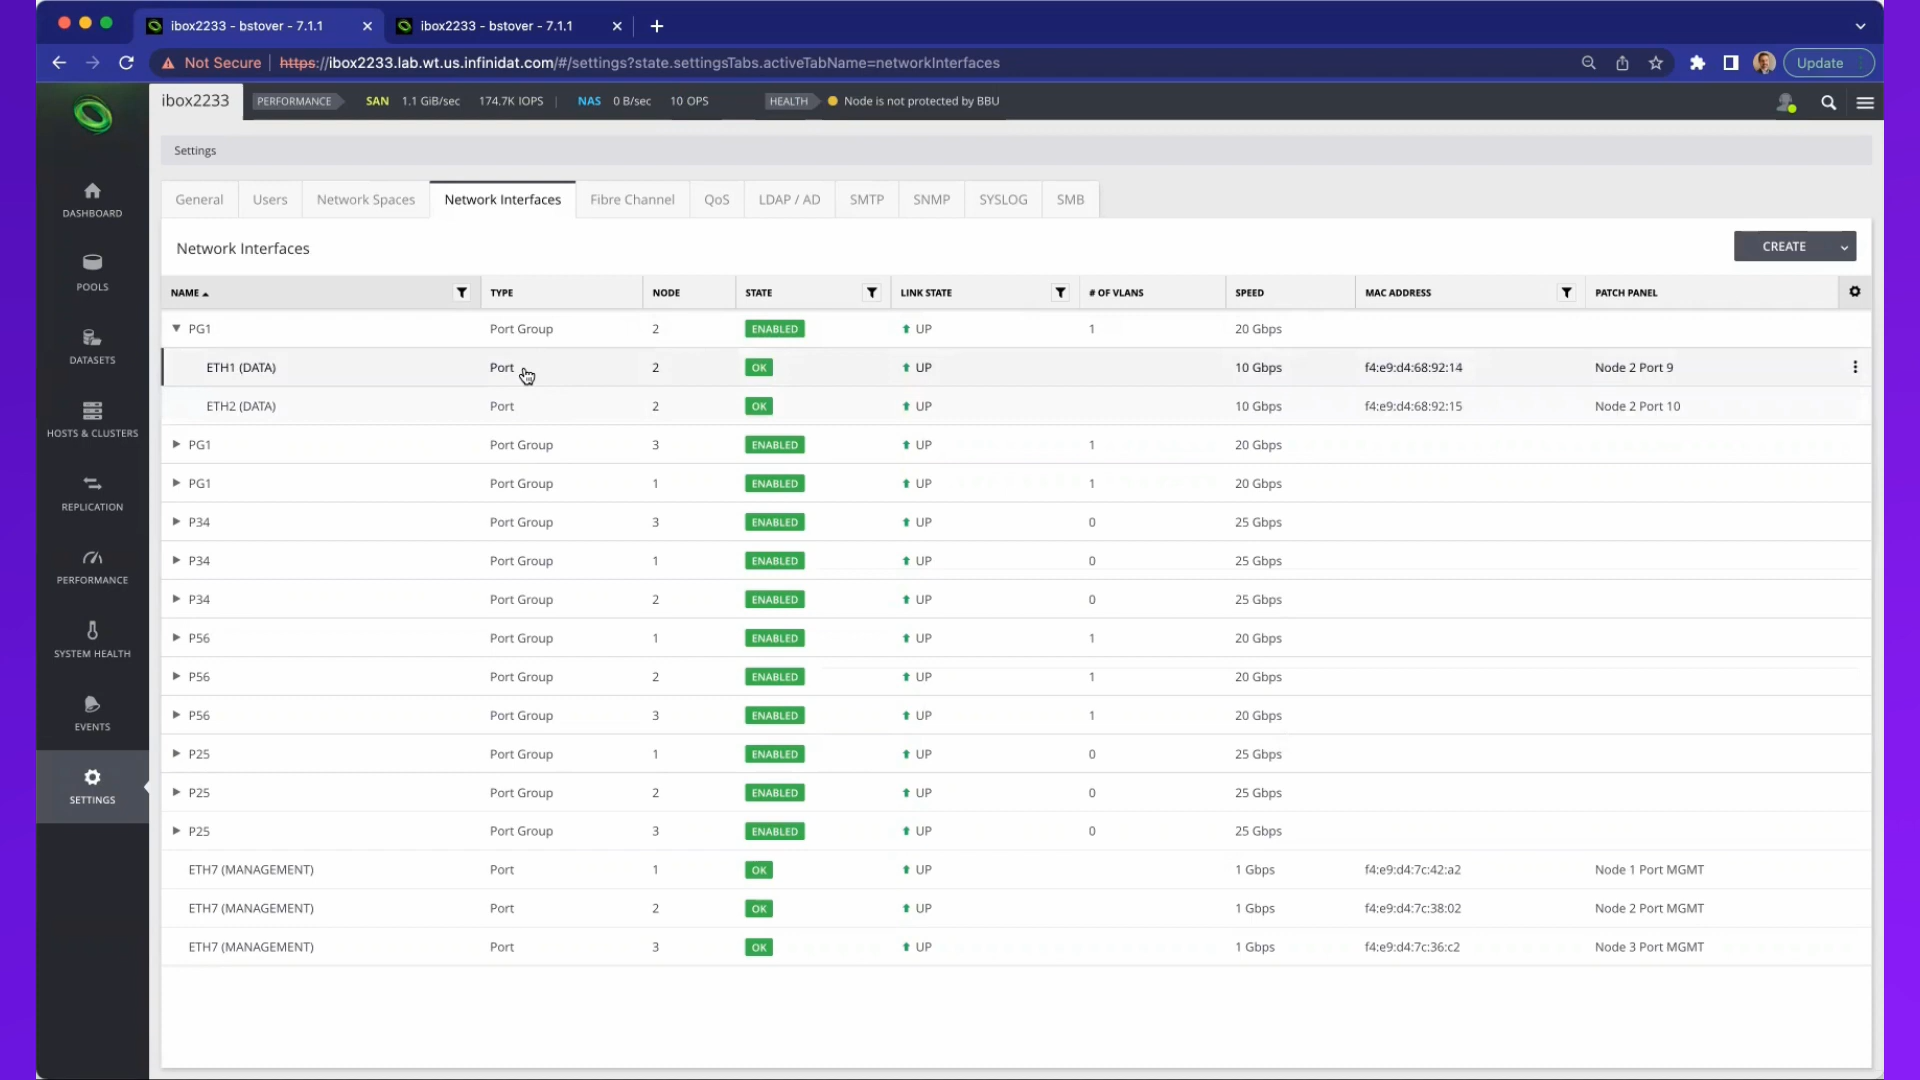 ibox2233 - bstover - 7.1.1 ibox2233 - bstover - 7.1.1
Not Secure https://ibox2233.lab.wt.us.infinidat.com/#/settings?state.settingsTabs.activeTabName=networkInterfaces Update
ibox2233 PERFORMANCE SAN 1.1 GiB/sec 174.7K IOPS | NAS 0 B/sec 10 OPS HEALTH Node is not protected by BBU
Settings
General Users Network Spaces Network Interfaces Fibre Channel QoS LDAP / AD SMTP SNMP SYSLOG SMB
DASHBOARD
POOLS
DATASETS
HOSTS & CLUSTERS
REPLICATION
PERFORMANCE
SYSTEM HEALTH
EVENTS
SETTINGS
Network Interfaces CREATE
NAME TYPE NODE STATE LINK STATE # OF VLANS SPEED MAC ADDRESS PATCH PANEL
PG1 Port Group 2 ENABLED UP 1 20 Gbps
ETH1 (DATA) Port 2 OK UP 10 Gbps f4:e9:d4:68:92:14 Node 2 Port 9
ETH2 (DATA) Port 2 OK UP 10 Gbps f4:e9:d4:68:92:15 Node 2 Port 10
PG1 Port Group 3 ENABLED UP 1 20 Gbps
PG1 Port Group 1 ENABLED UP 1 20 Gbps
P34 Port Group 3 ENABLED UP 0 25 Gbps
P34 Port Group 1 ENABLED UP 0 25 Gbps
P34 Port Group 2 ENABLED UP 0 25 Gbps
P56 Port Group 1 ENABLED UP 1 20 Gbps
P56 Port Group 2 ENABLED UP 1 20 Gbps
P56 Port Group 3 ENABLED UP 1 20 Gbps
P25 Port Group 1 ENABLED UP 0 25 Gbps
P25 Port Group 2 ENABLED UP 0 25 Gbps
P25 Port Group 3 ENABLED UP 0 25 Gbps
ETH7 (MANAGEMENT) Port 1 OK UP 1 Gbps f4:e9:d4:7c:42:a2 Node 1 Port MGMT
ETH7 (MANAGEMENT) Port 2 OK UP 1 Gbps f4:e9:d4:7c:38:02 Node 2 Port MGMT
ETH7 (MANAGEMENT) Port 3 OK UP 1 Gbps f4:e9:d4:7c:36:c2 Node 3 Port MGMT